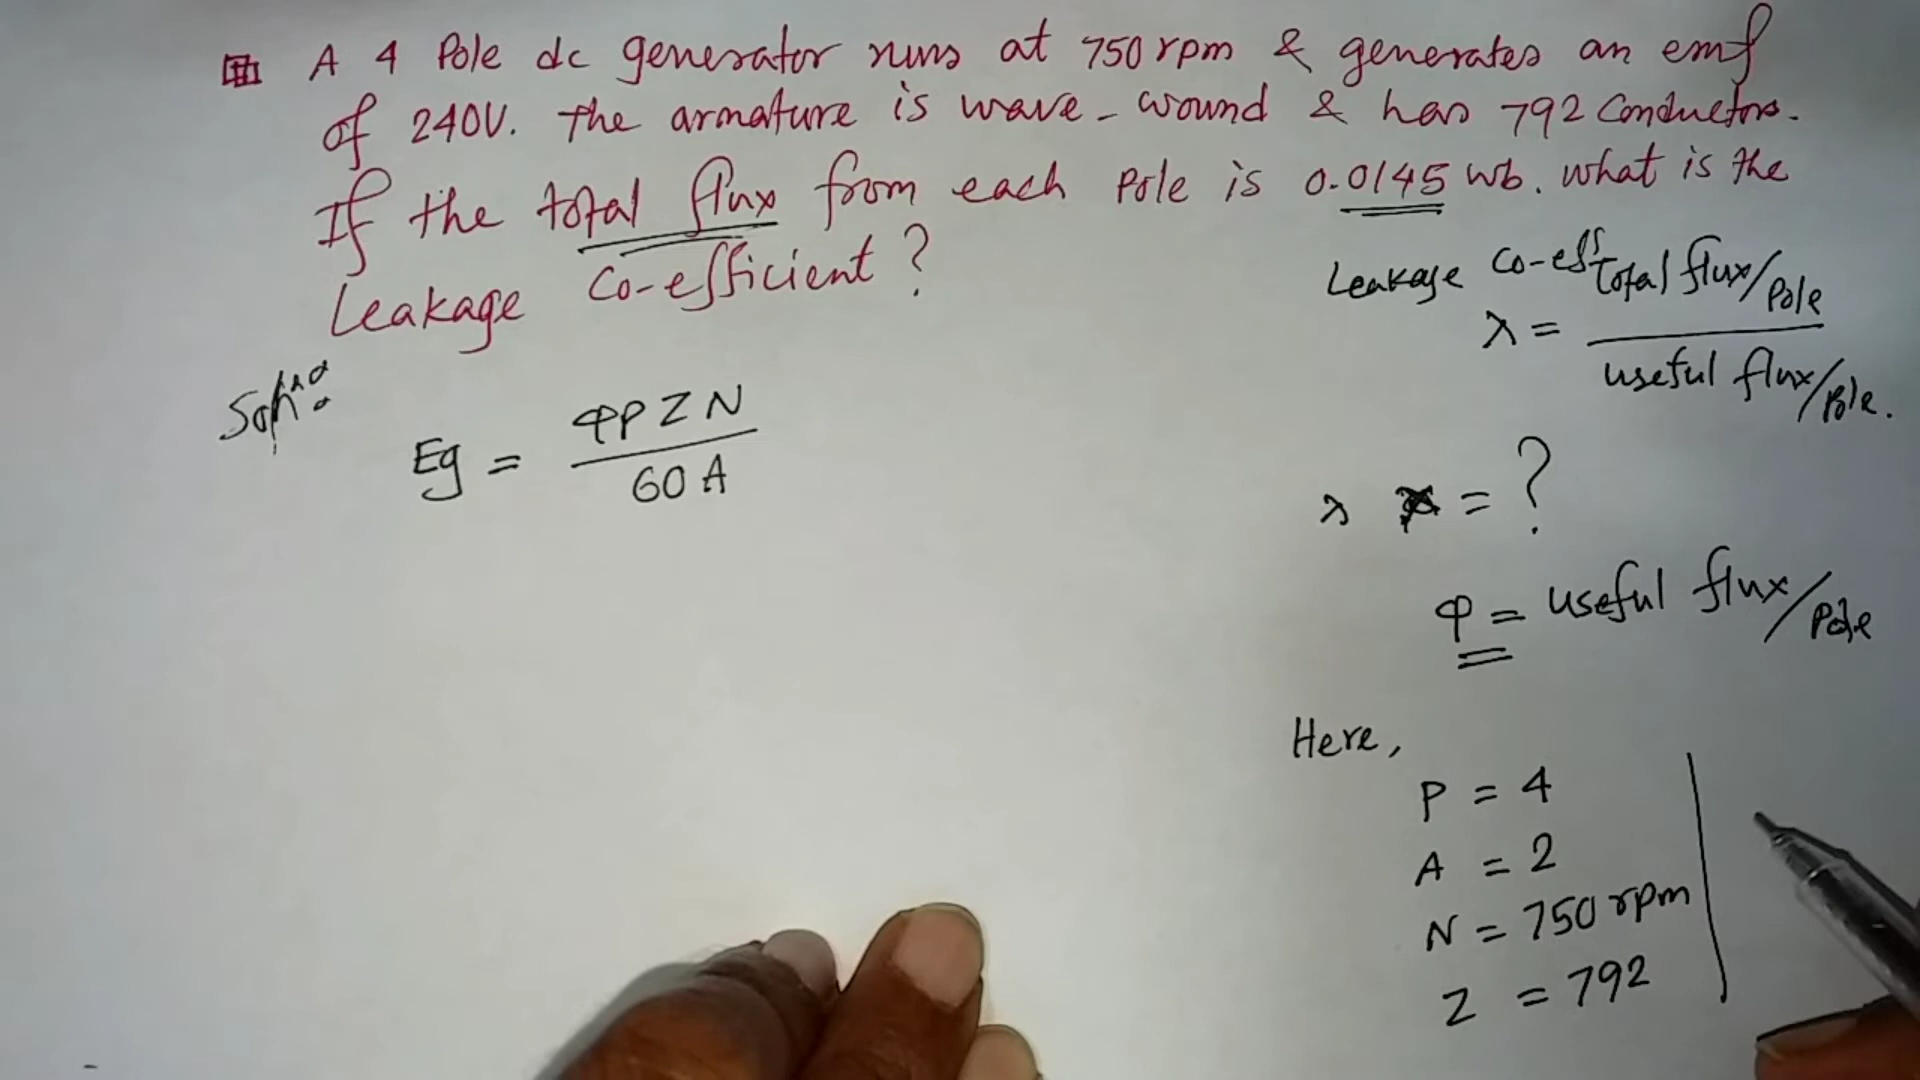 A 4 Pole dc generator runs at 750 rpm & generates an emf
of 240V. The armature is wave-wound & has 792 Conductors.
If the total flux from each pole is 0.0145 wb. what is the
Leakage Co-efficient?
Leakage Co-eff
total flux/Pole
λ =
useful flux/Pole.
Soln:
Eg = φPZN
60A
λ = ?
φ = useful flux/Pole
Here,
P = 4
A = 2
N = 750 rpm
Z = 792